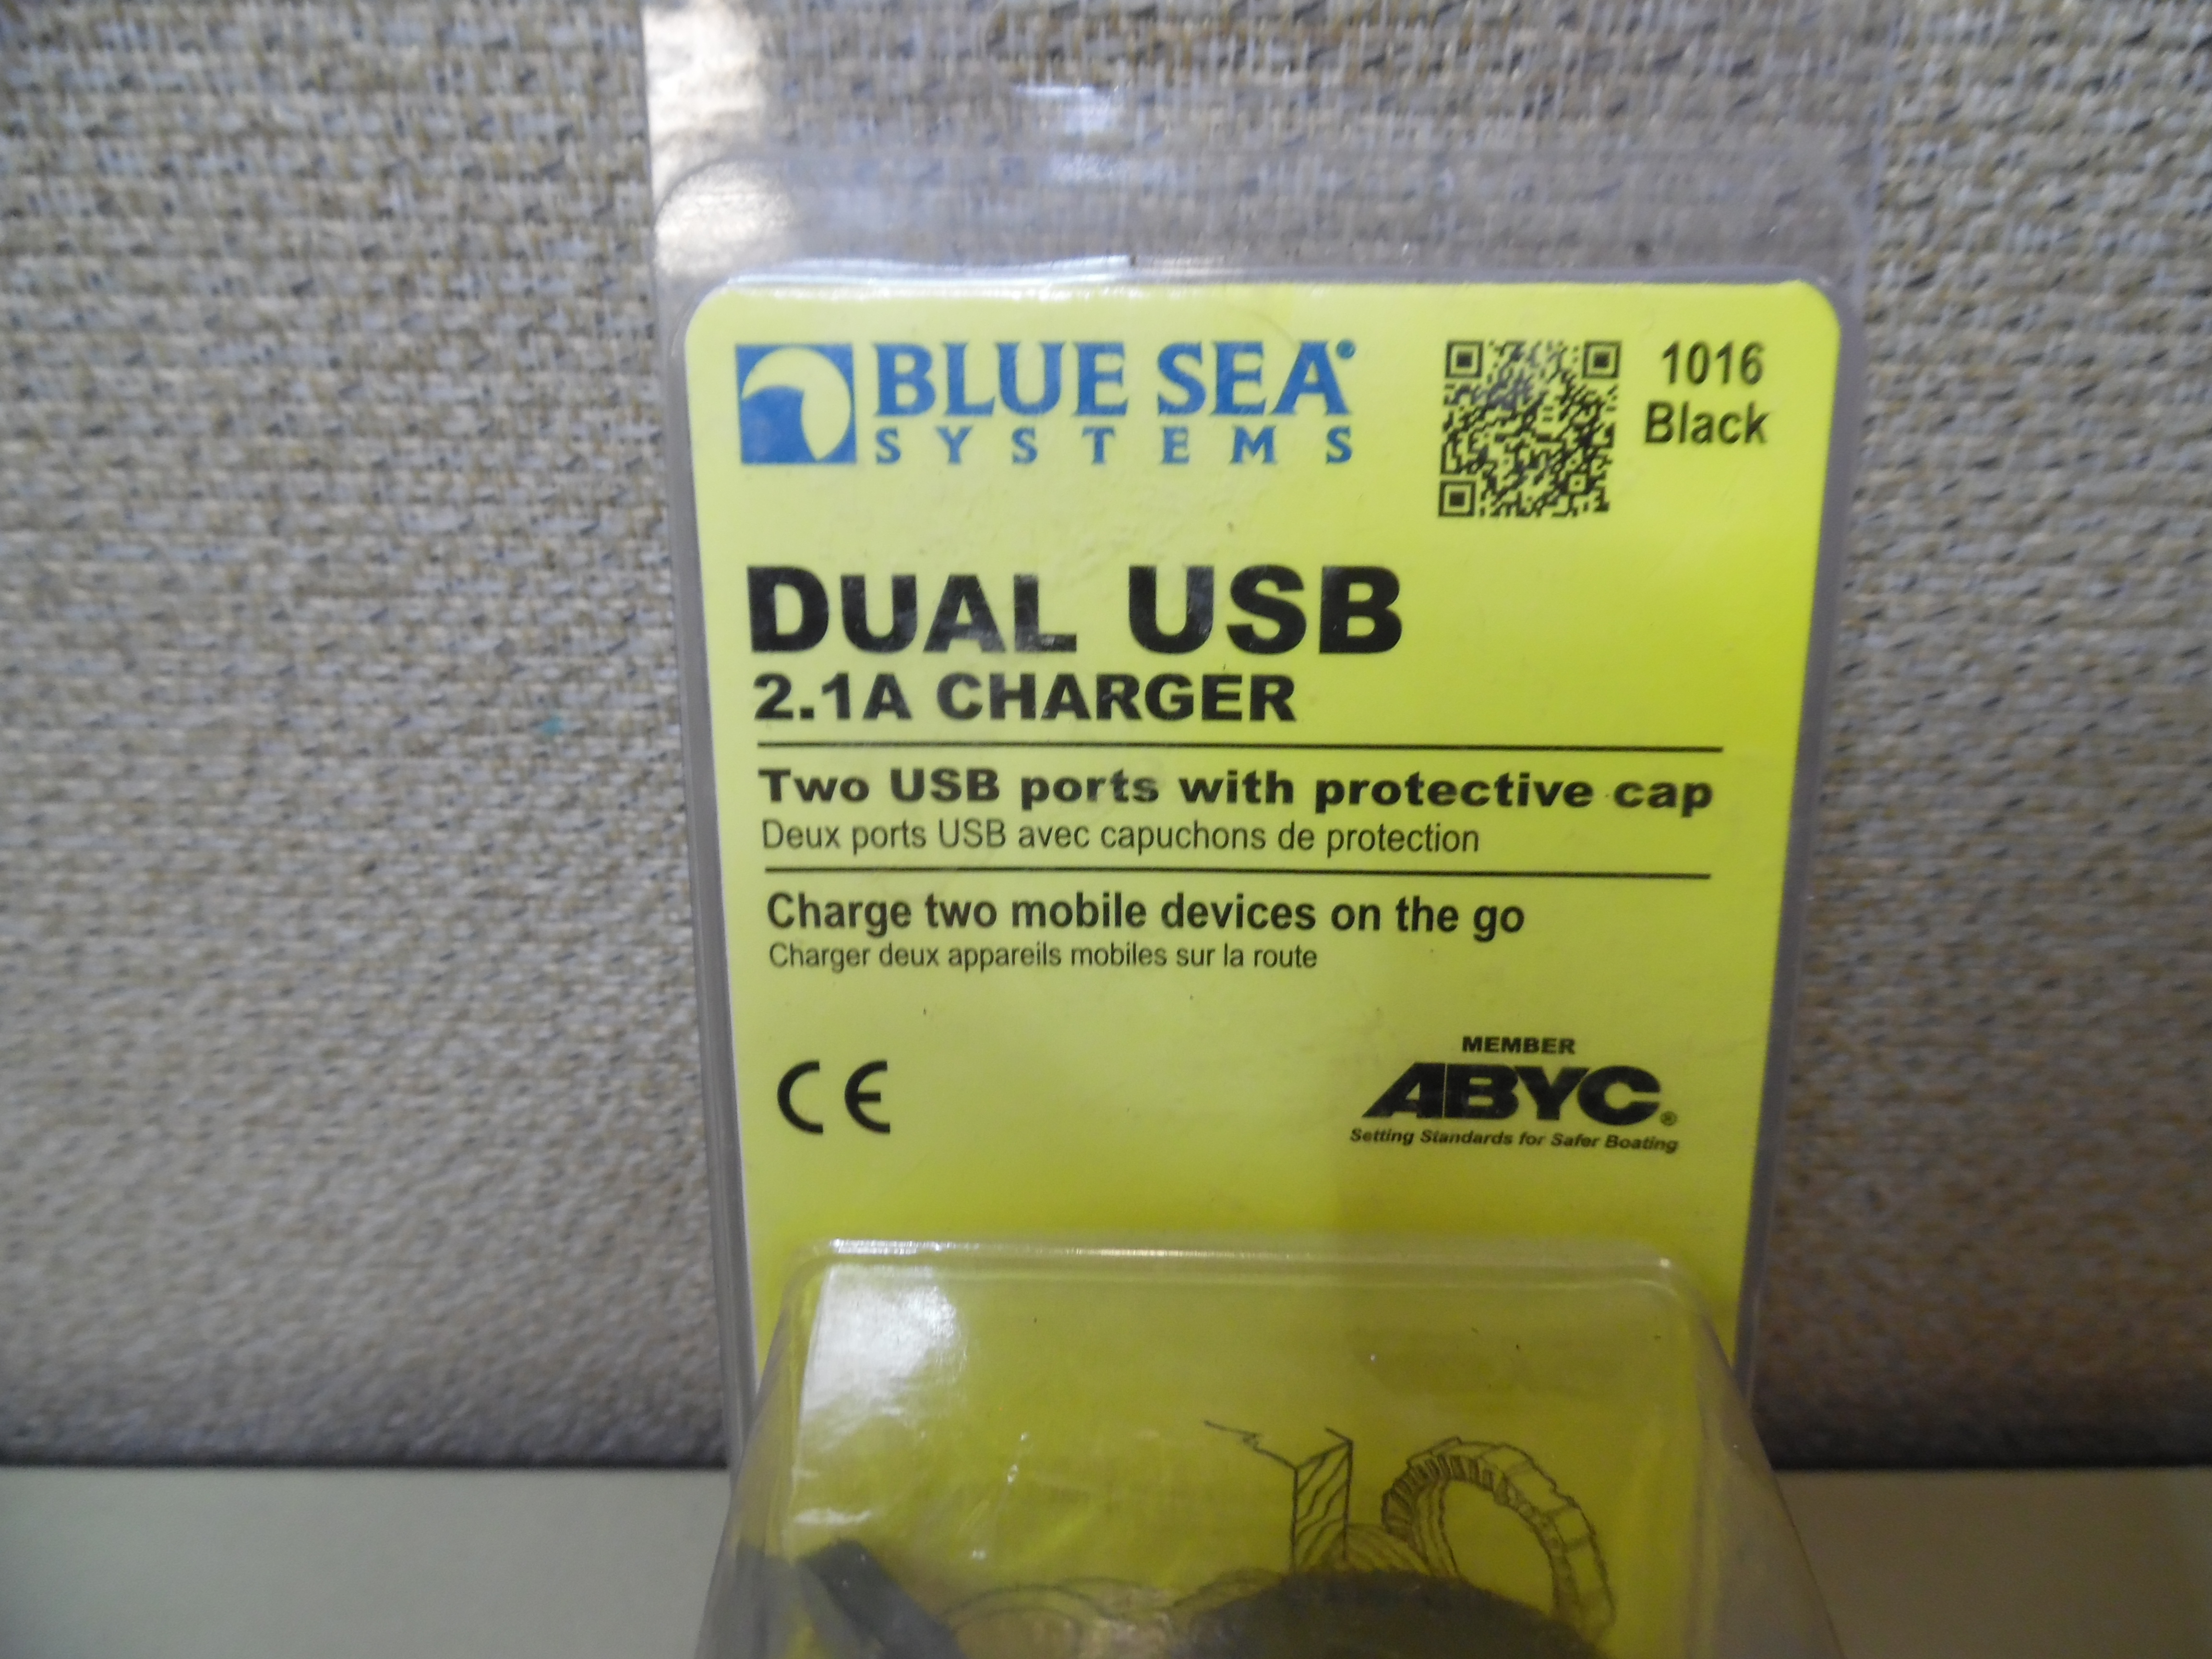 BLUE SEA®
SYSTEMS
1016
Black
DUAL USB
2.1A CHARGER
Two USB ports with protective cap
Deux ports USB avec capuchons de protection
Charge two mobile devices on the go
Charger deux appareils mobiles sur la route
CE
MEMBER
ABYC®
Setting Standards for Safer Boating